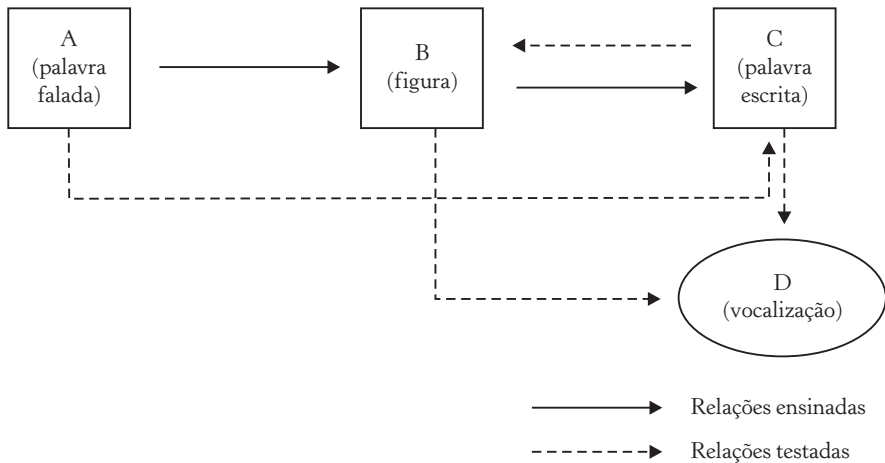 A
(palavra
falada)
B
(figura)
C
(palavra
escrita)
D
(vocalização)
Relações ensinadas
Relações testadas